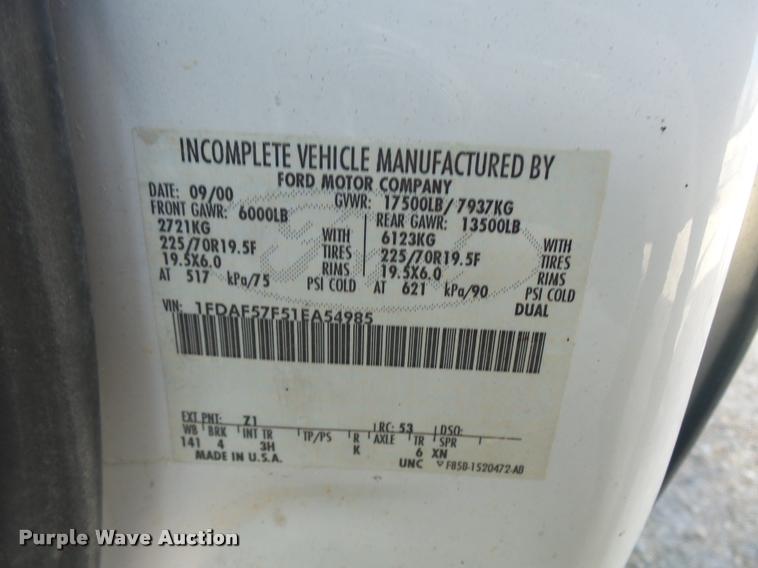 INCOMPLETE VEHICLE MANUFACTURED BY
FORD MOTOR COMPANY
DATE: 09/00 GVWR: 17500LB/7937KG
FRONT GAWR: 6000LB REAR GAWR: 13500LB
2721KG WITH 6123KG WITH
225/70R19.5F TIRES 225/70R19.5F TIRES
19.5X6.0 RIMS 19.5X6.0 RIMS
AT 517 kPa/75 PSI COLD AT 621 kPa/90 PSI COLD
DUAL
VIN: 1FDAF57F51EA54985
EXT PNT: Z1 RC: 53 DSO:
WB BRK INT TR TP/PS R AXLE TR SPR
141 4 3H K 6 XN
MADE IN U.S.A. UNC F85B-1520472-AB
Purple Wave Auction